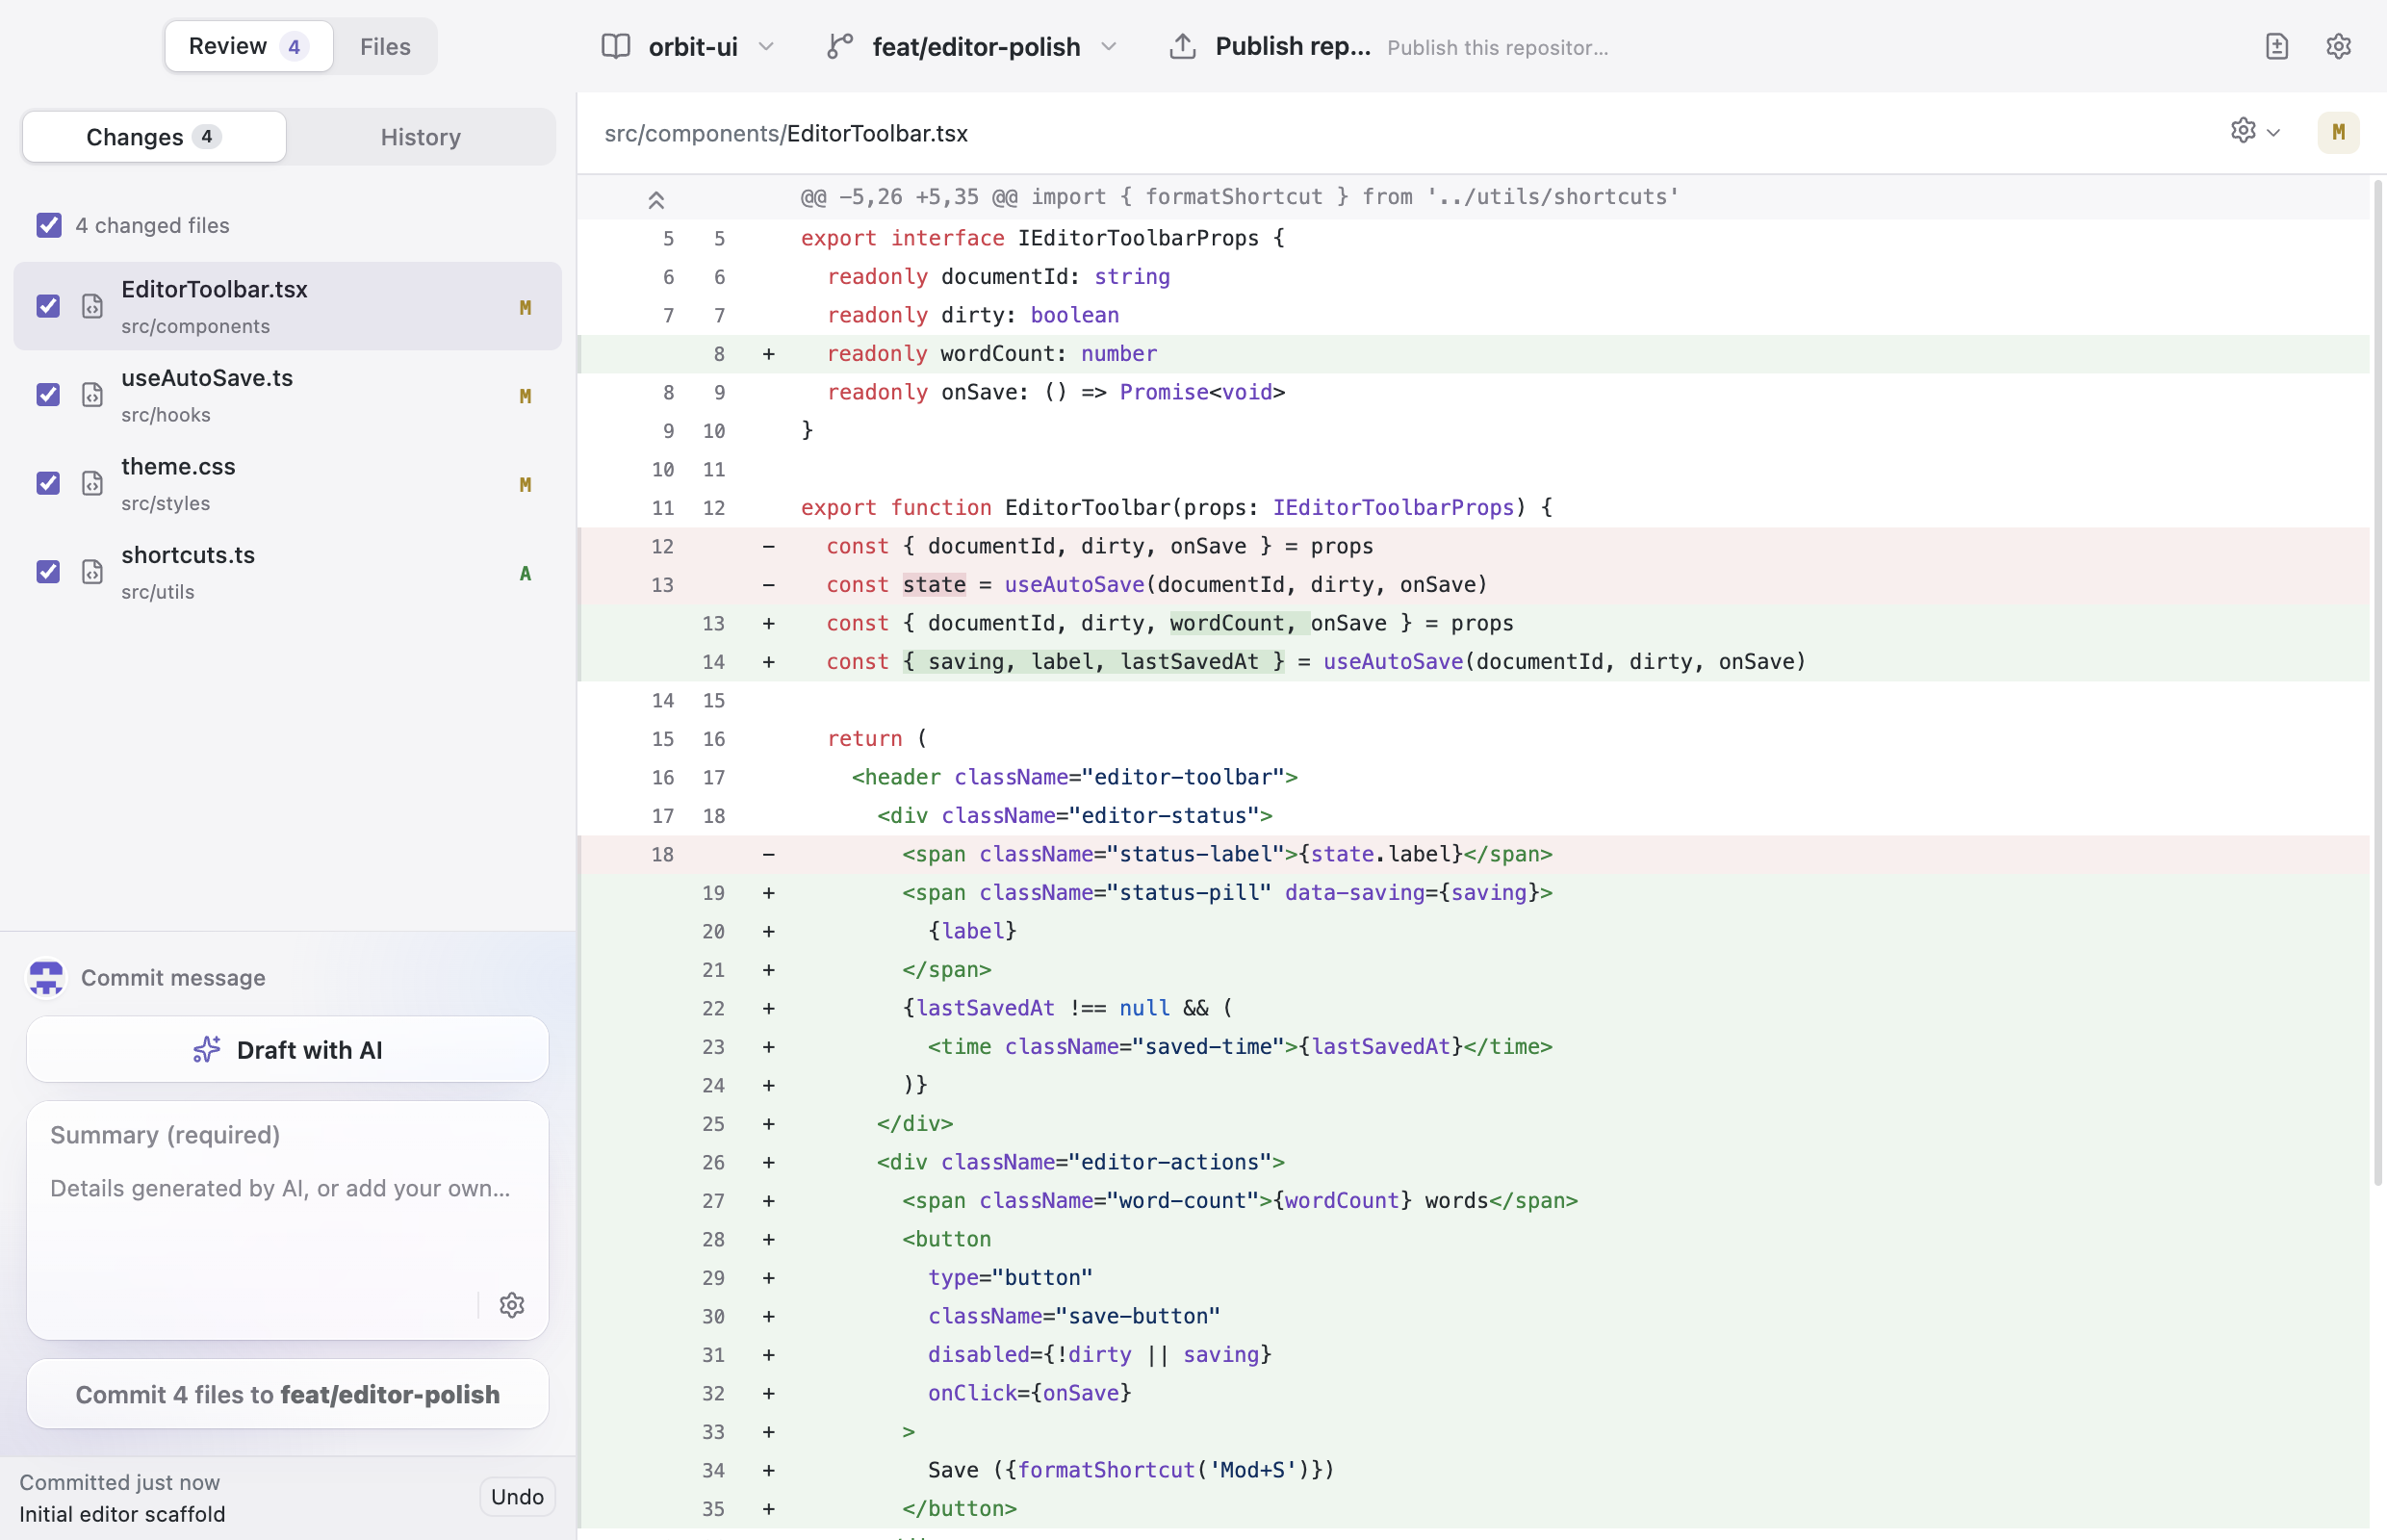 Review 4 Files
orbit-ui
feat/editor-polish
Publish rep... Publish this repositor...
Changes 4 History
4 changed files
EditorToolbar.tsx
src/components
M
useAutoSave.ts
src/hooks
M
theme.css
src/styles
M
shortcuts.ts
src/utils
A
Commit message
Draft with AI
Summary (required)
Details generated by AI, or add your own...
Commit 4 files to feat/editor-polish
Committed just now
Initial editor scaffold
Undo
src/components/EditorToolbar.tsx
M
@@ -5,26 +5,35 @@ import { formatShortcut } from '../utils/shortcuts'
5 5 export interface IEditorToolbarProps {
6 6 readonly documentId: string
7 7 readonly dirty: boolean
8 + readonly wordCount: number
8 9 readonly onSave: () => Promise<void>
9 10 }
10 11
11 12 export function EditorToolbar(props: IEditorToolbarProps) {
12 - const { documentId, dirty, onSave } = props
13 - const state = useAutoSave(documentId, dirty, onSave)
13 + const { documentId, dirty, wordCount, onSave } = props
14 + const { saving, label, lastSavedAt } = useAutoSave(documentId, dirty, onSave)
14 15
15 16 return (
16 17 <header className="editor-toolbar">
17 18 <div className="editor-status">
18 - <span className="status-label">{state.label}</span>
19 + <span className="status-pill" data-saving={saving}>
20 + {label}
21 + </span>
22 + {lastSavedAt !== null && (
23 + <time className="saved-time">{lastSavedAt}</time>
24 + )}
25 + </div>
26 + <div className="editor-actions">
27 + <span className="word-count">{wordCount} words</span>
28 + <button
29 + type="button"
30 + className="save-button"
31 + disabled={!dirty || saving}
32 + onClick={onSave}
33 + >
34 + Save ({formatShortcut('Mod+S')})
35 + </button>